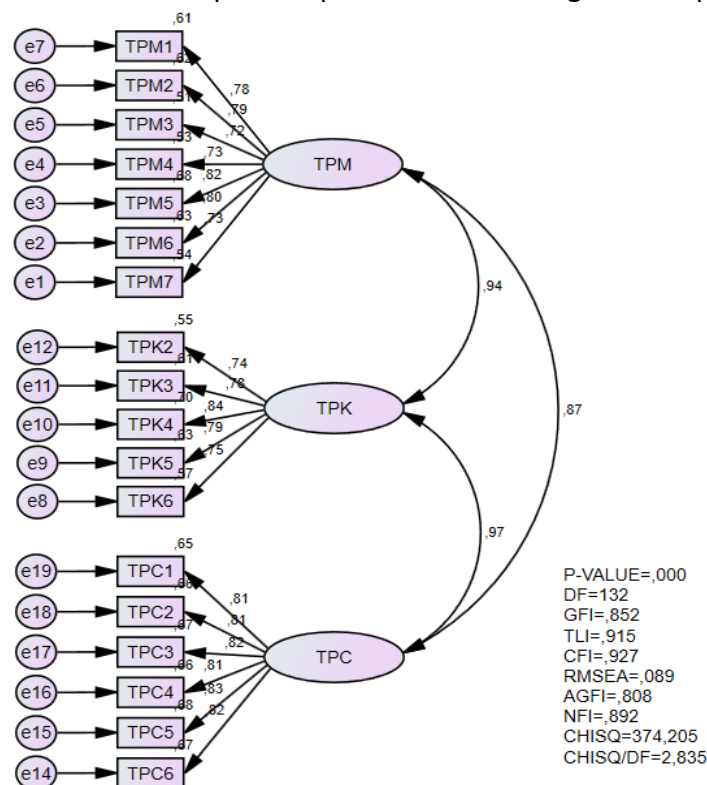 ,61
e7
TPM1
,62
,78
e6
TPM2
,79
,51
,72
e5
TPM3
,53
e4
TPM4
,73
TPM
,68
,82
e3
TPM5
,80
,63
,73
e2
TPM6
,54
e1
TPM7
,94
,55
e12
TPK2
,74
,61
e11
TPK3
,78
,70
e10
TPK4
,84
TPK
,87
,63
,79
e9
TPK5
,75
,57
e8
TPK6
,97
,65
e19
TPC1
,66
,81
e18
TPC2
,81
,67
e17
TPC3
,82
TPC
,66
,81
e16
TPC4
,83
,68
,82
e15
TPC5
,67
e14
TPC6
P-VALUE=,000
DF=132
GFI=,852
TLI=,915
CFI=,927
RMSEA=,089
AGFI=,808
NFI=,892
CHISQ=374,205
CHISQ/DF=2,835